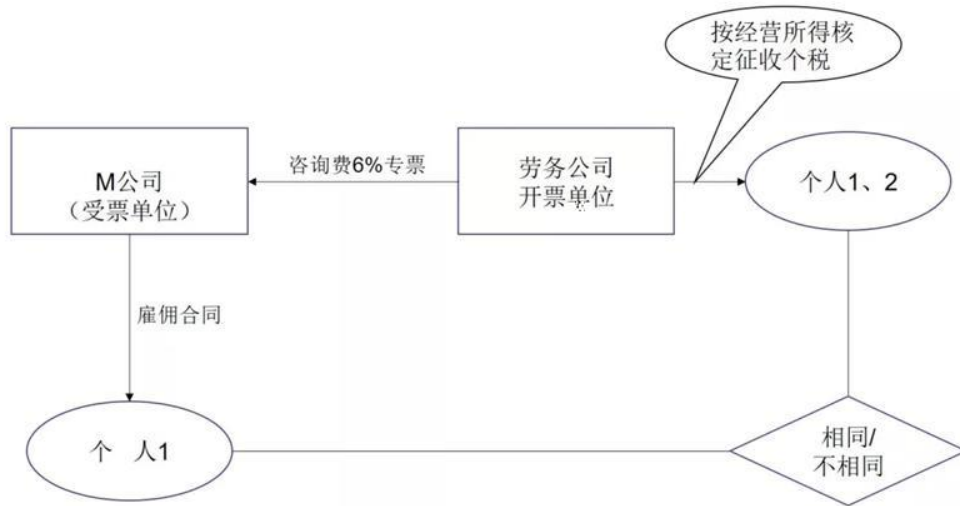 按经营所得核
定征收个税
M公司
（受票单位）
咨询费6%专票
劳务公司
开票单位
个人1、2
雇佣合同
个 人1
相同/
不相同